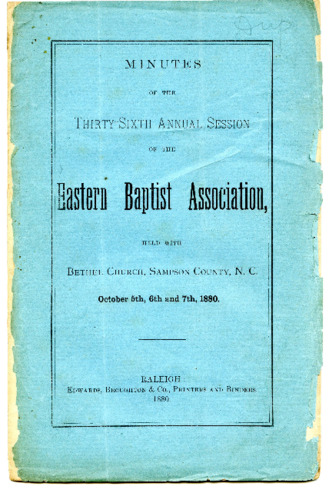 Dup
MINUTES
OF THE
THIRTY-SIXTH ANNUAL SESSION
OF THE
Eastern Baptist Association,
HELD WITH
BETHEL CHURCH, SAMPSON COUNTY, N. C.
October 5th, 6th and 7th, 1880.
RALEIGH:
EDWARDS, BROUGHTON & CO., PRINTERS AND BINDERS.
1880.